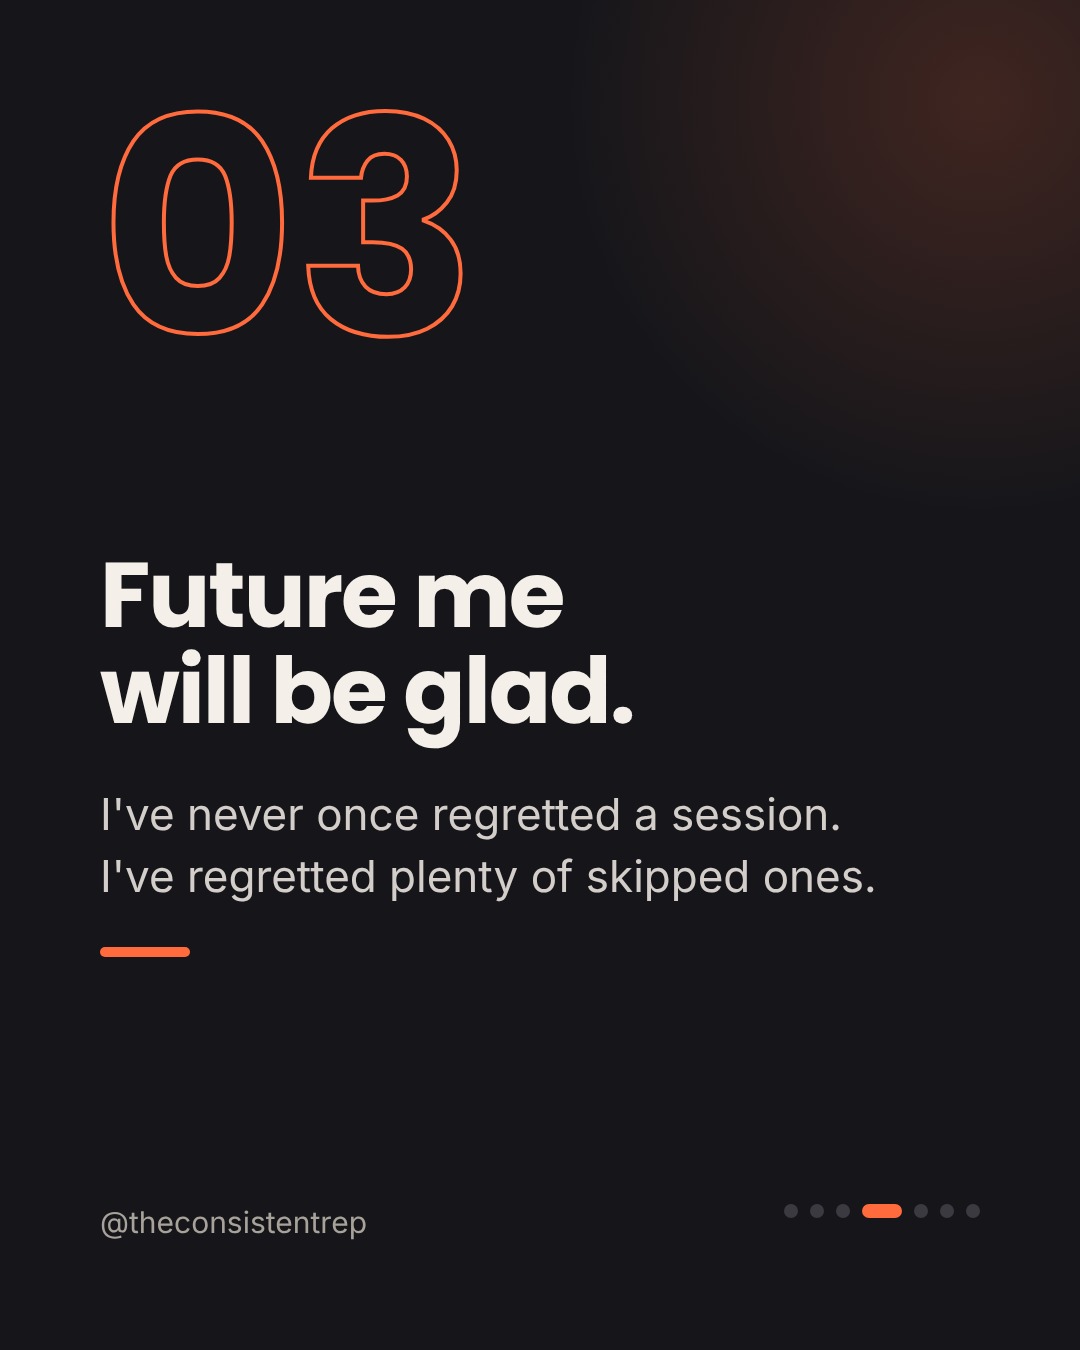 03
Future me
will be glad.
I've never once regretted a session.
I've regretted plenty of skipped ones.
@theconsistentrep